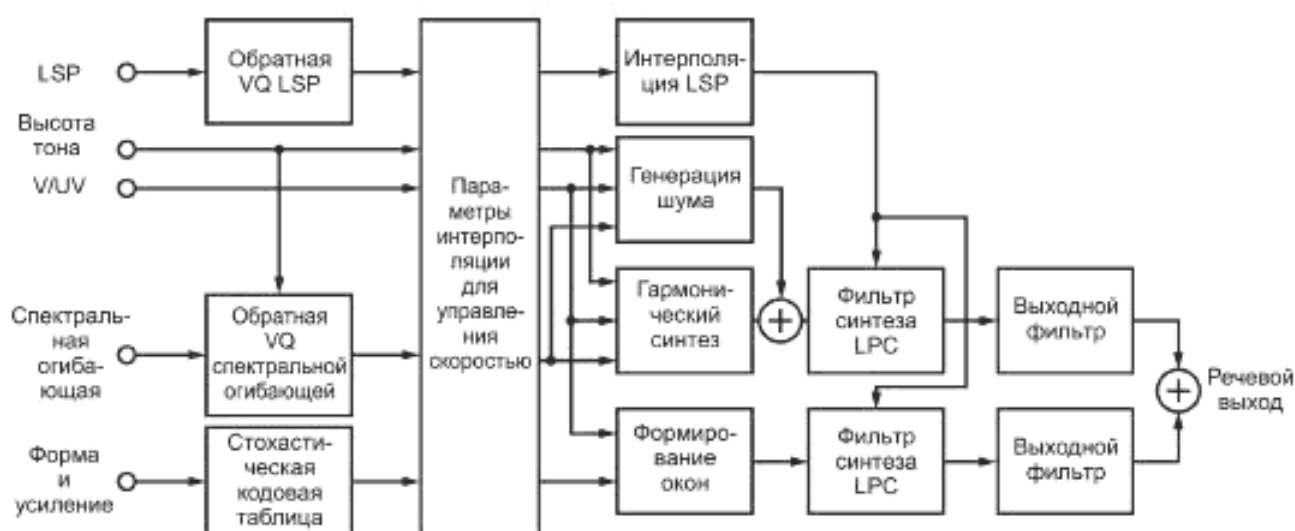 LSP
Обратная
VQ LSP
Интерполя-
ция LSP
Высота
тона
V/UV
Пара-
метры
интерпо-
ляции
для
управле-
ния
скоростью
Генерация
шума
Спектраль-
ная
огиба-
ющая
Обратная
VQ
спектральной
огибающей
Гармони-
ческий
синтез
+
Фильтр
синтеза
LPC
Выходной
фильтр
+
Речевой
выход
Форма
и
усиление
Стохасти-
ческая
кодовая
таблица
Формиро-
вание
окон
Фильтр
синтеза
LPC
Выходной
фильтр